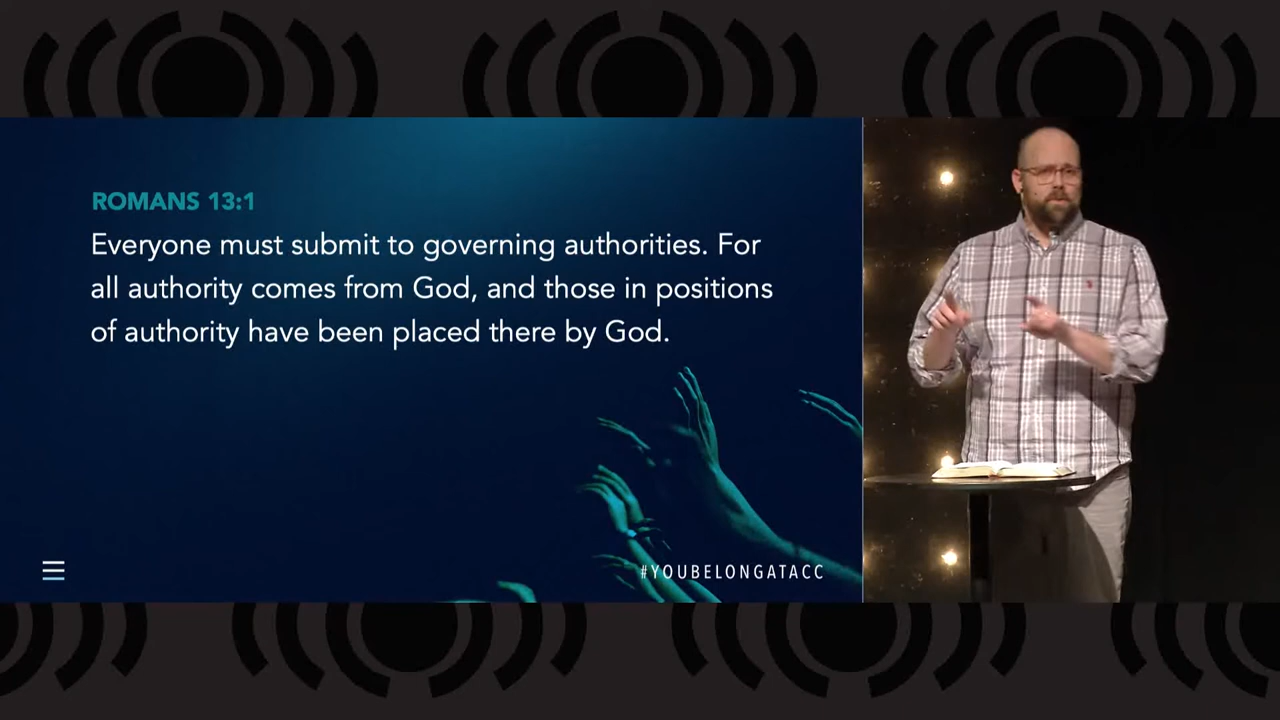 ROMANS 13:1
Everyone must submit to governing authorities. For
all authority comes from God, and those in positions
of authority have been placed there by God.
#YOUBELONGATACC